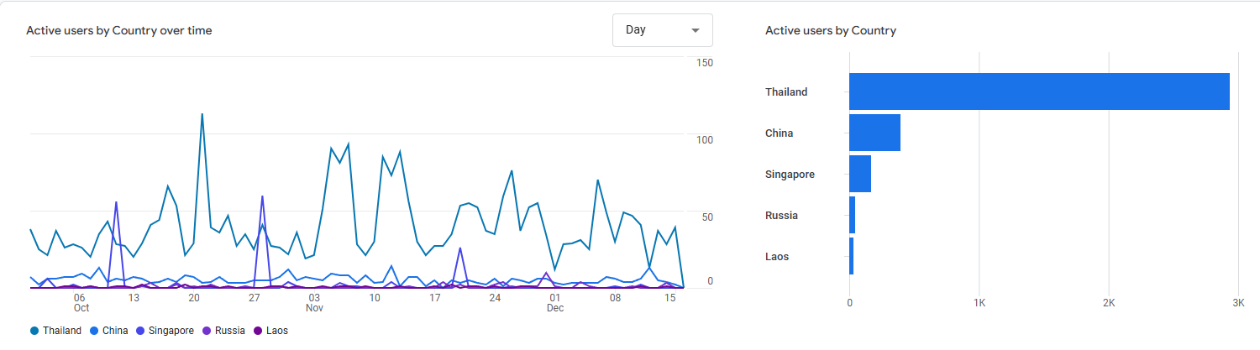 Active users by Country over time
Day
150
100
50
0
06
Oct
13
20
27
03
Nov
10
17
24
01
Dec
08
15
Thailand
China
Singapore
Russia
Laos
Active users by Country
Thailand
China
Singapore
Russia
Laos
0
1K
2K
3K